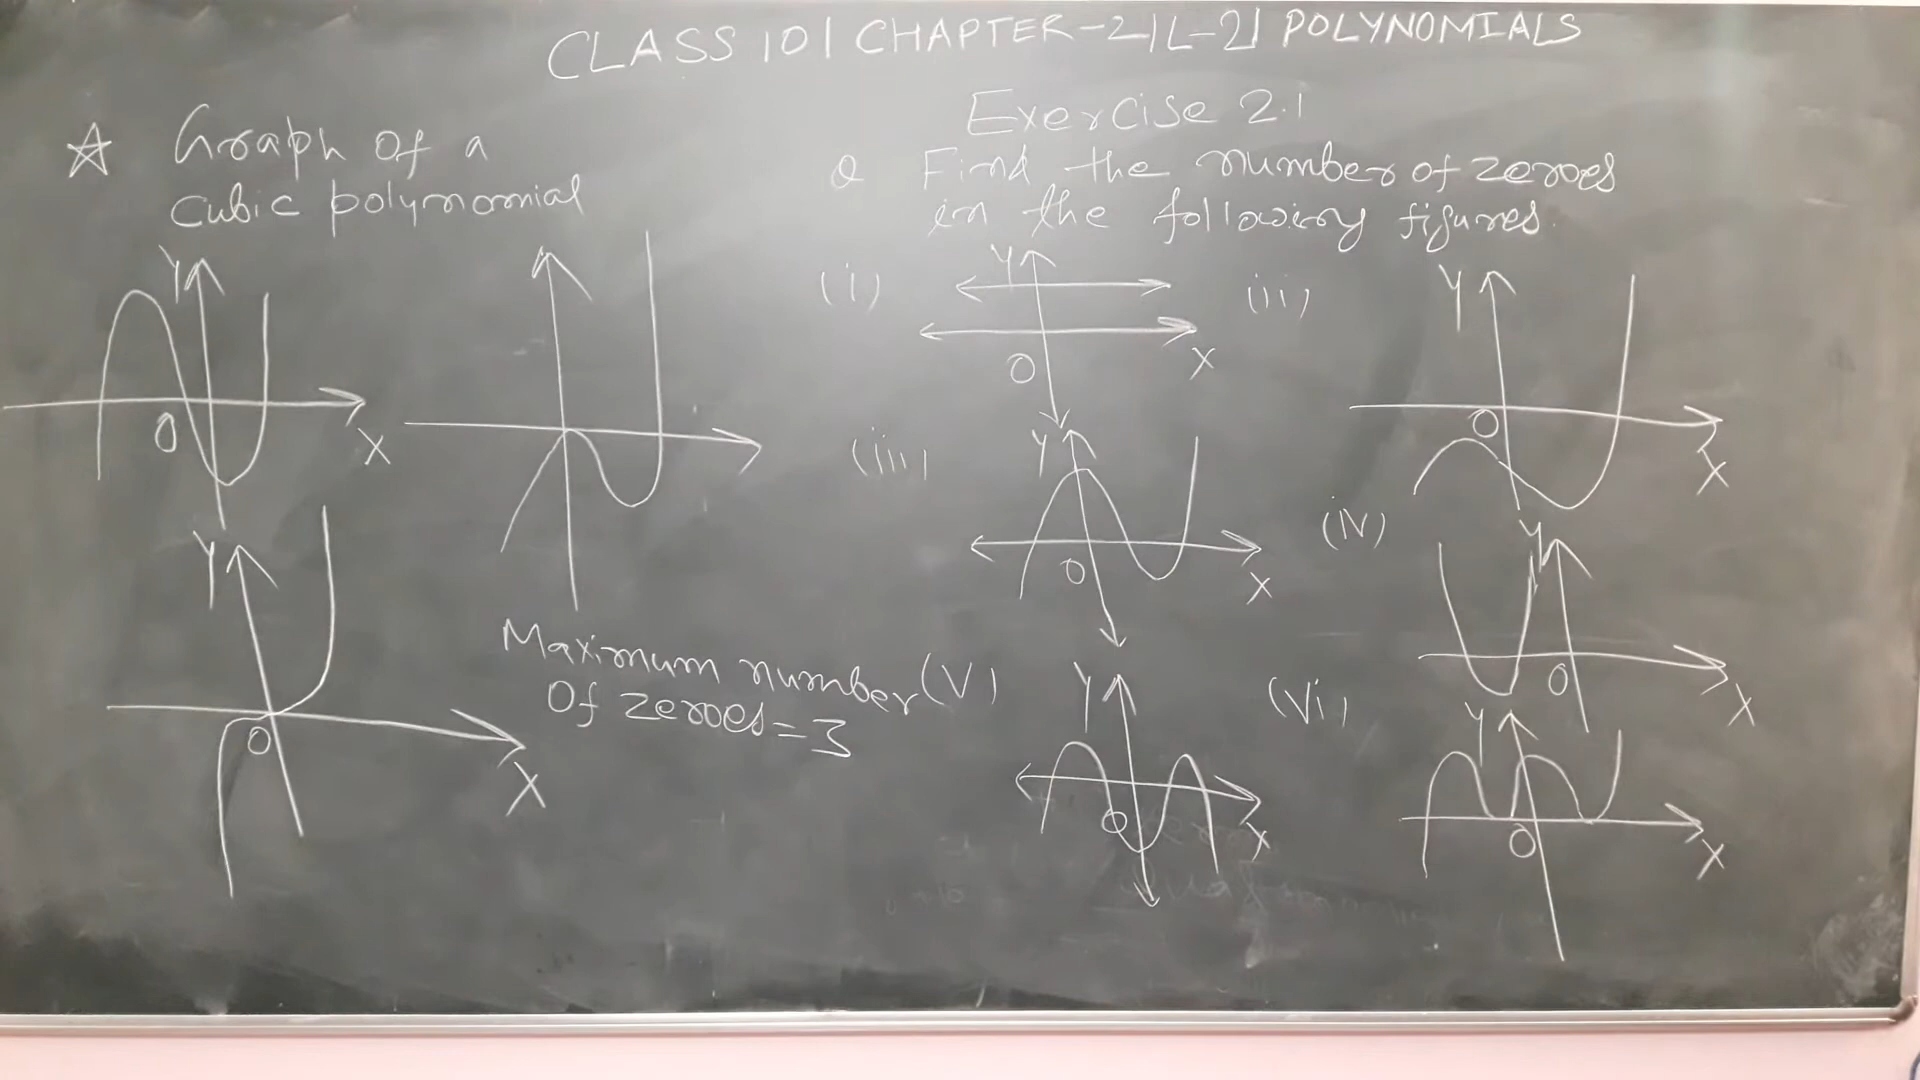 CLASS 10 | CHAPTER-2 | L-2 | POLYNOMIALS
☆ Graph of a
cubic polynomial
Y
O
X
Y
O
X
Maximum number
Of zeroes = 3
Exercise 2.1
Q Find the number of zeroes
in the following figures.
(i)
Y
O
X
(ii)
Y
O
X
(iii)
Y
O
X
(iv)
Y
O
X
(v)
Y
O
X
(vi)
Y
O
X